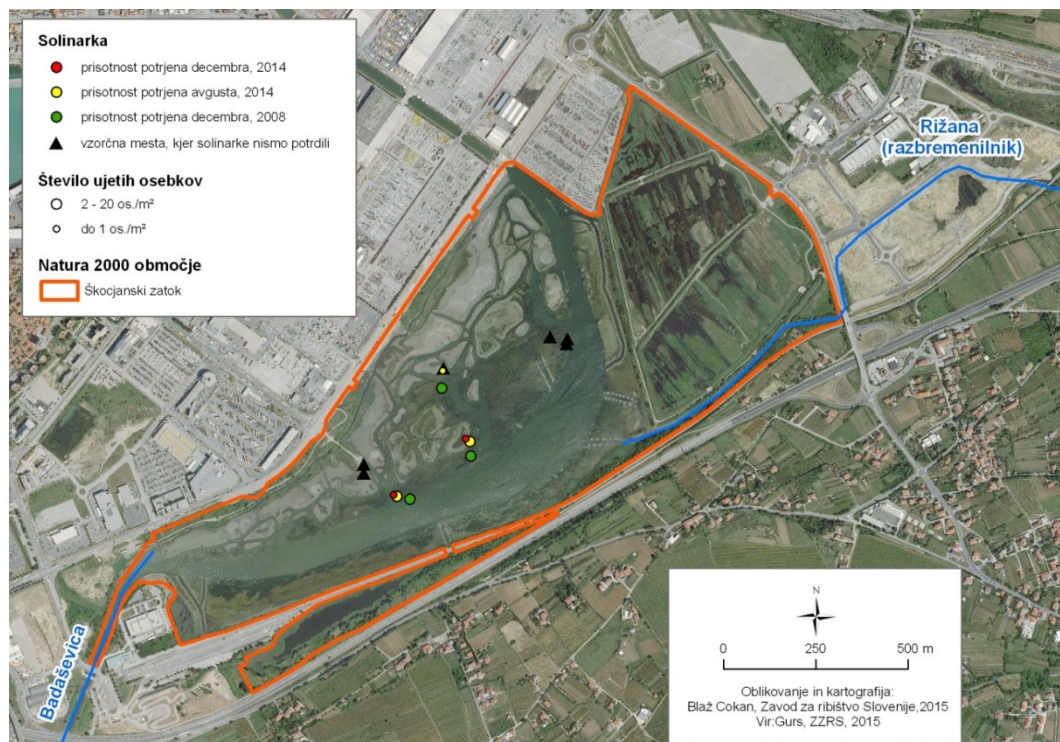 Solinarka
prisotnost potrjena decembra, 2014
prisotnost potrjena avgusta, 2014
prisotnost potrjena decembra, 2008
vzorčna mesta, kjer solinarke nismo potrdili
Število ujetih osebkov
2 - 20 os./m²
do 1 os./m²
Natura 2000 območje
Škocjanski zatok
Rižana
(razbremenilnik)
Badaševica
N
0 250 500 m
Oblikovanje in kartografija:
Blaž Cokan, Zavod za ribištvo Slovenije,2015
Vir:Gurs, ZZRS, 2015